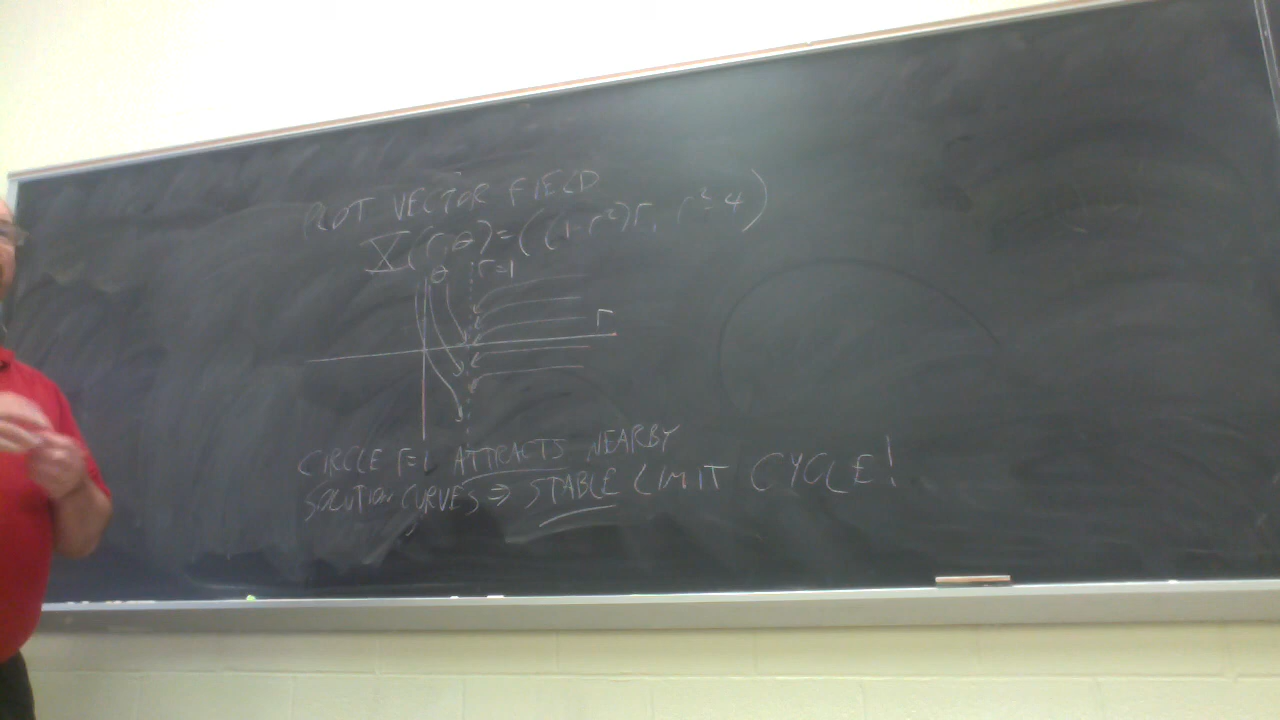 PLOT VECTOR FIELD
X(r,θ)=((1-r²)r, r²-4)
θ r=1
r
CIRCLE r=1 ATTRACTS NEARBY
SOLUTION CURVES ⇒ STABLE LIMIT CYCLE!